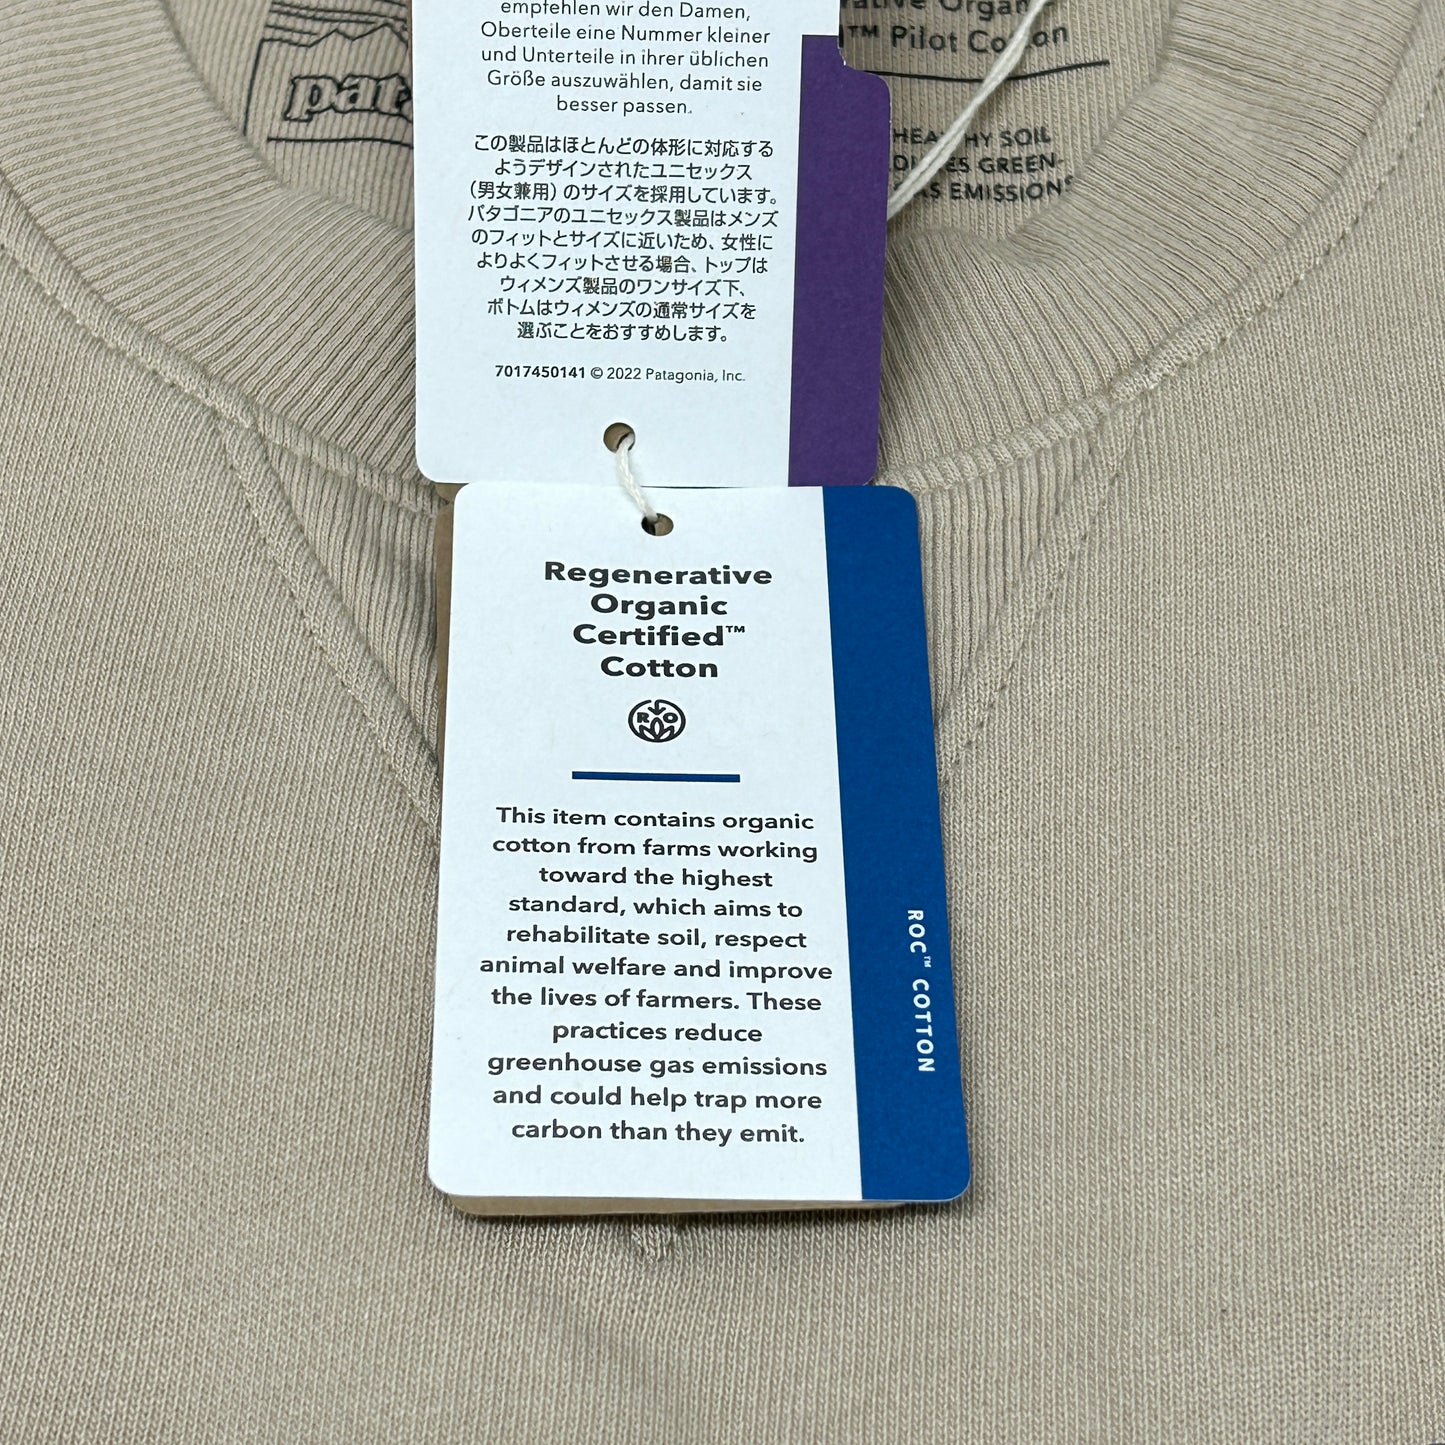 empfehlen wir den Damen,
Oberteile eine Nummer kleiner
und Unterteile in ihrer üblichen
Größe auszuwählen, damit sie
besser passen.
この製品はほとんどの体形に対応する
ようデザインされたユニセックス
（男女兼用）のサイズを採用しています。
パタゴニアのユニセックス製品はメンズ
のフィットとサイズに近いため、女性に
よりよくフィットさせる場合、トップは
ウィメンズ製品のワンサイズ下、
ボトムはウィメンズの通常サイズを
選ぶことをおすすめします。
7017450141 © 2022 Patagonia, Inc.
Pilot
SOIL
GREEN-
EMISSIONS
Regenerative
Organic
Certified™
Cotton
R O
This item contains organic
cotton from farms working
toward the highest
standard, which aims to
rehabilitate soil, respect
animal welfare and improve
the lives of farmers. These
practices reduce
greenhouse gas emissions
and could help trap more
carbon than they emit.
ROC™ COTTON